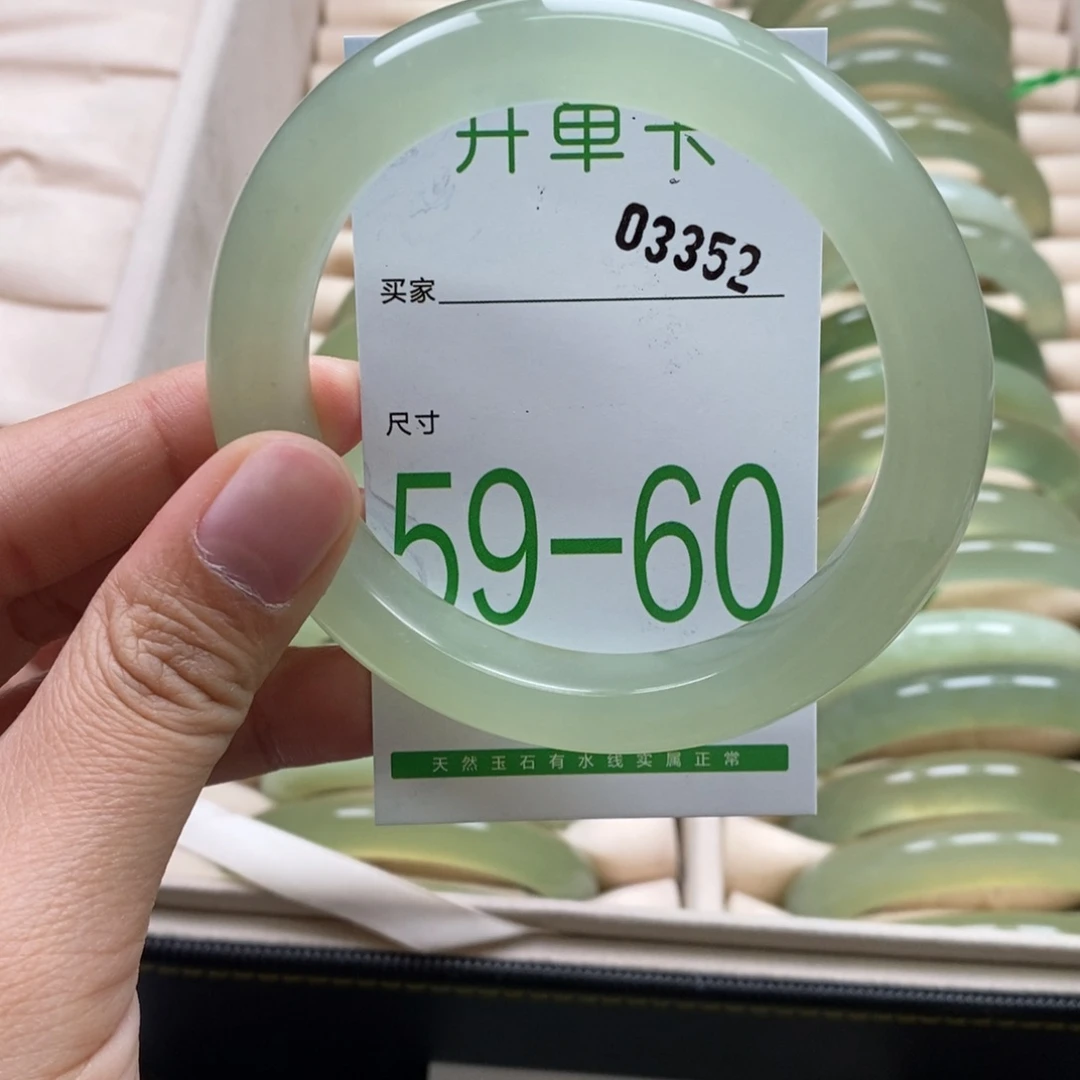 开单卡
03352
买家
尺寸
59-60
天然玉石有水线实属正常